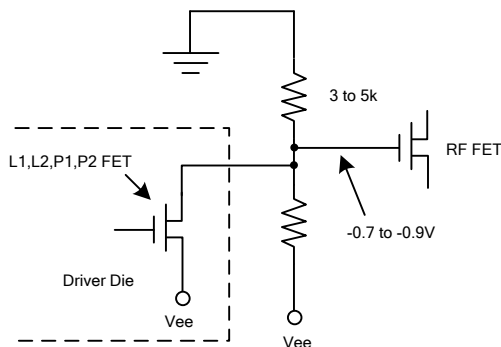 3 to 5k
L1,L2,P1,P2 FET
RF FET
-0.7 to -0.9V
Driver Die
Vee
Vee